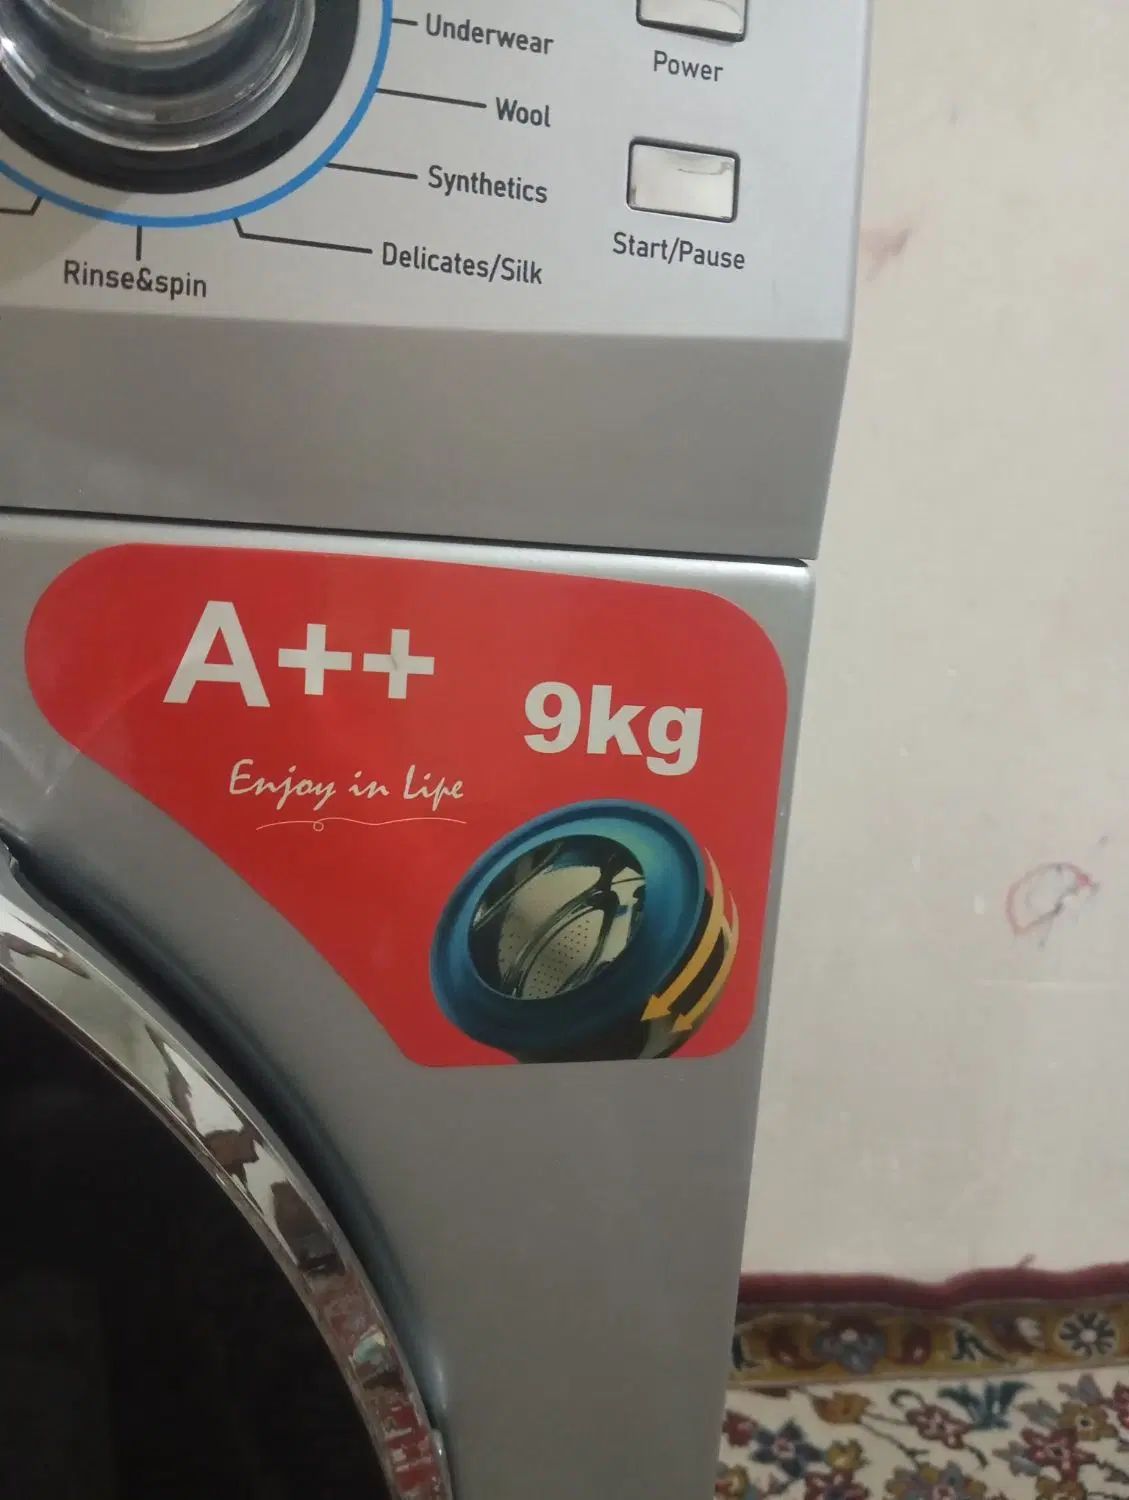 Underwear
Power
Wool
Synthetics
Start/Pause
Delicates/Silk
Rinse&spin
A++
9kg
Enjoy in Life